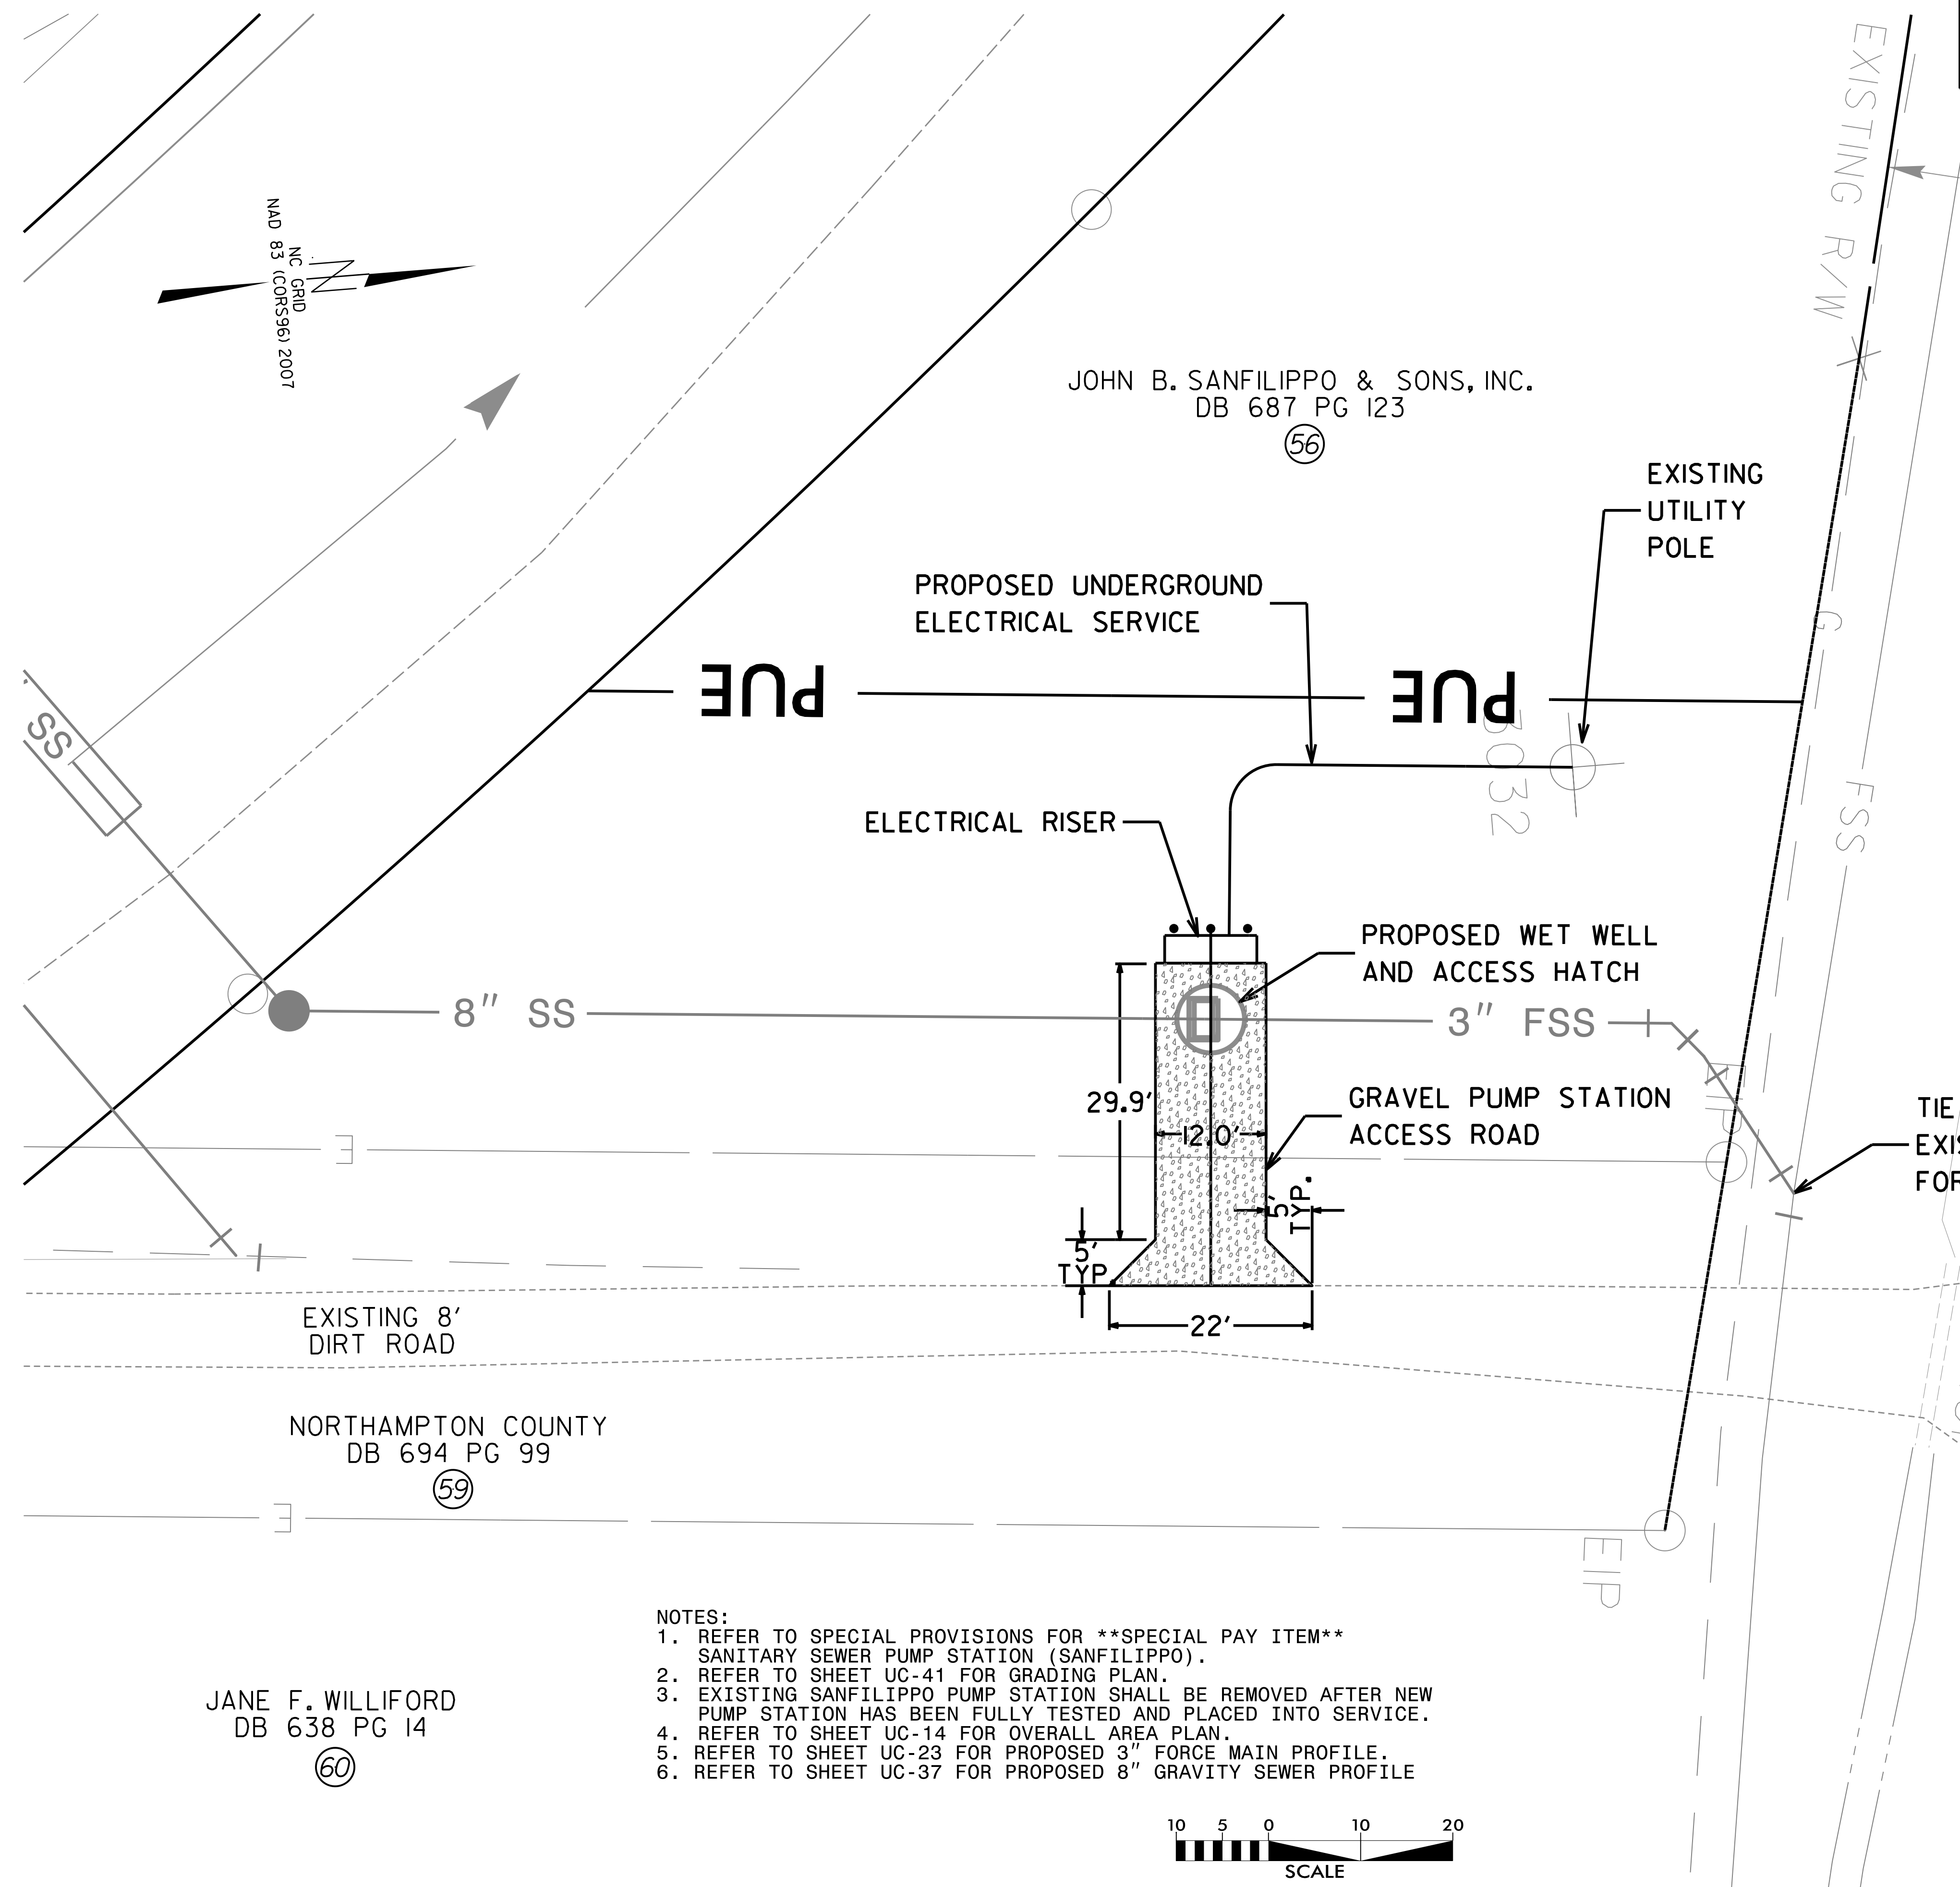 EXISTING R/W
NC GRID
NAD 83 (CORS96) 2007
JOHN B. SANFILIPPO & SONS, INC.
DB 687 PG 123
56
EXISTING
UTILITY
POLE
PROPOSED UNDERGROUND
ELECTRICAL SERVICE
G
PUE
PUE
SS
3032
FSS
ELECTRICAL RISER
PROPOSED WET WELL
AND ACCESS HATCH
8" SS
3" FSS
EIP
29.9'
GRAVEL PUMP STATION
ACCESS ROAD
12.0'
TIE
E
5'
TYP.
5'
TYP.
22'
EXISTING 8'
DIRT ROAD
NORTHAMPTON COUNTY
DB 694 PG 99
59
E
EIP
NOTES:
1. REFER TO SPECIAL PROVISIONS FOR **SPECIAL PAY ITEM**
SANITARY SEWER PUMP STATION (SANFILIPPO).
2. REFER TO SHEET UC-41 FOR GRADING PLAN.
3. EXISTING SANFILIPPO PUMP STATION SHALL BE REMOVED AFTER NEW
PUMP STATION HAS BEEN FULLY TESTED AND PLACED INTO SERVICE.
4. REFER TO SHEET UC-14 FOR OVERALL AREA PLAN.
5. REFER TO SHEET UC-23 FOR PROPOSED 3" FORCE MAIN PROFILE.
6. REFER TO SHEET UC-37 FOR PROPOSED 8" GRAVITY SEWER PROFILE
JANE F. WILLIFORD
DB 638 PG 14
60
10 5 0 10 20
SCALE